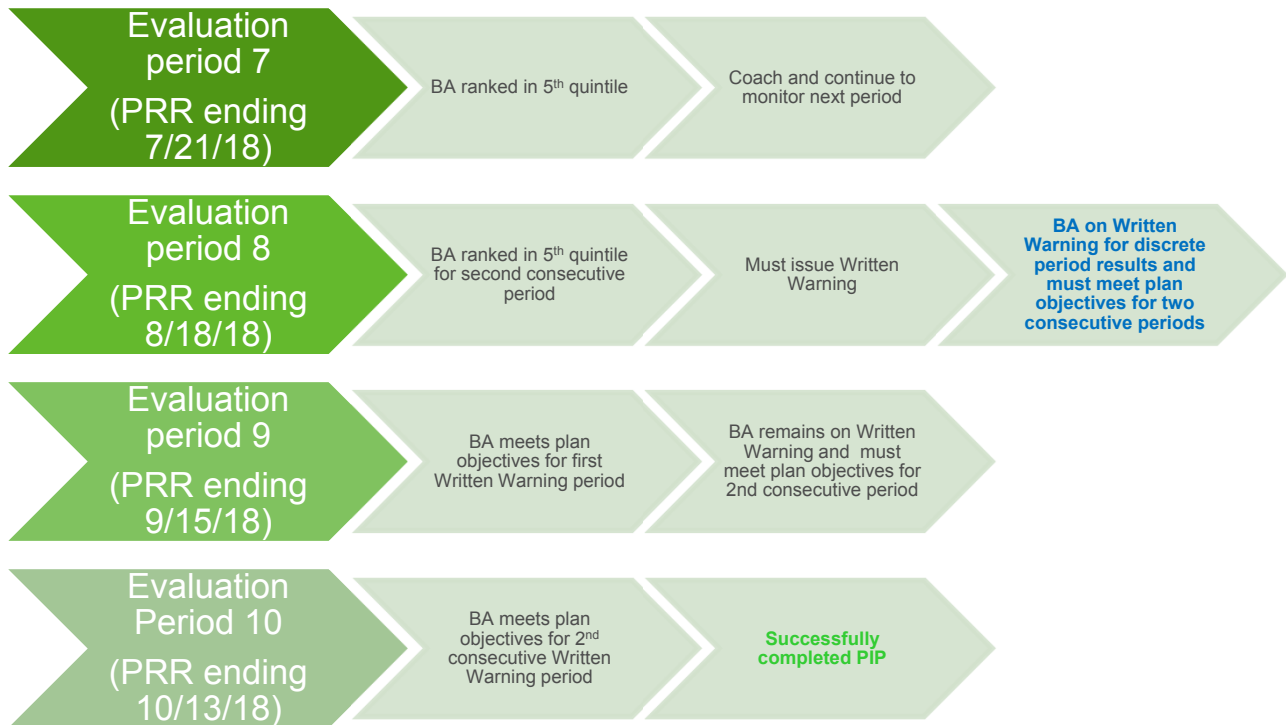 Evaluation
period 7
(PRR ending
7/21/18)
BA ranked in 5th quintile
Coach and continue to
monitor next period
Evaluation
period 8
(PRR ending
8/18/18)
BA ranked in 5th quintile
for second consecutive
period
Must issue Written
Warning
BA on Written
Warning for discrete
period results and
must meet plan
objectives for two
consecutive periods
Evaluation
period 9
(PRR ending
9/15/18)
BA meets plan
objectives for first
Written Warning period
BA remains on Written
Warning and must
meet plan objectives for
2nd consecutive period
Evaluation
Period 10
(PRR ending
10/13/18)
BA meets plan
objectives for 2nd
consecutive Written
Warning period
Successfully
completed PIP